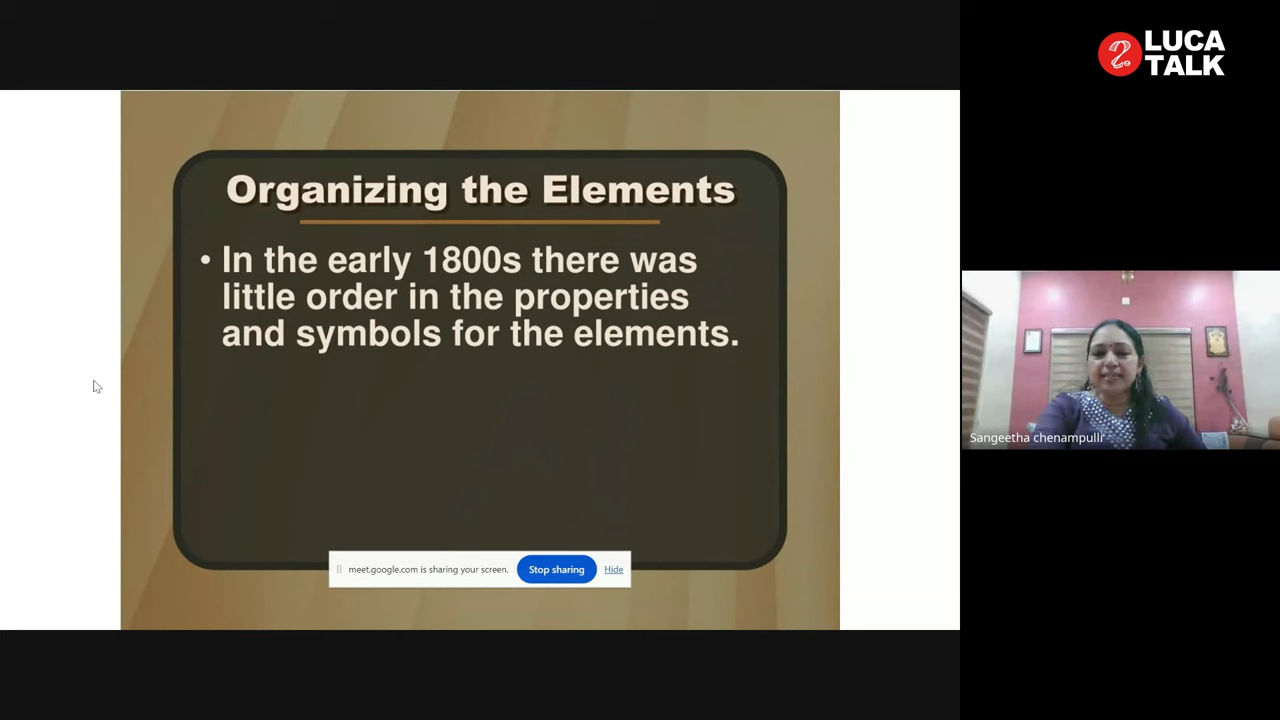 LUCA
TALK
Organizing the Elements
• In the early 1800s there was
little order in the properties
and symbols for the elements.
Sangeetha chenampullr
meet.google.com is sharing your screen. Stop sharing Hide